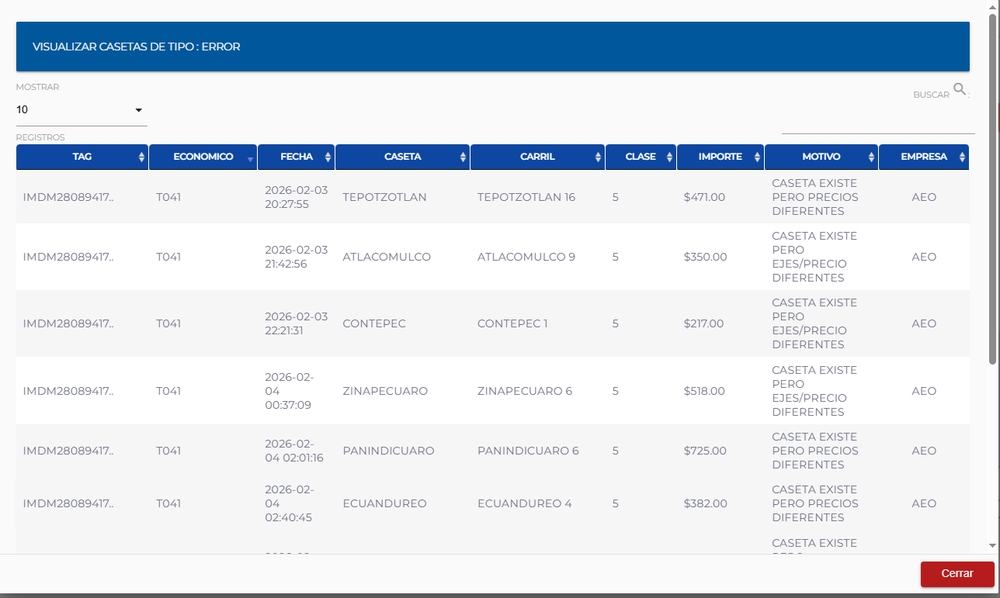 VISUALIZAR CASETAS DE TIPO : ERROR
MOSTRAR
10
BUSCAR :
REGISTROS
TAG ECONOMICO FECHA CASETA CARRIL CLASE IMPORTE MOTIVO EMPRESA
IMDM28089417.. T041 2026-02-03 20:27:55 TEPOTZOTLAN TEPOTZOTLAN 16 5 $471.00 CASETA EXISTE PERO PRECIOS DIFERENTES AEO
IMDM28089417.. T041 2026-02-03 21:42:56 ATLACOMULCO ATLACOMULCO 9 5 $350.00 CASETA EXISTE PERO EJES/PRECIO DIFERENTES AEO
IMDM28089417.. T041 2026-02-03 22:21:31 CONTEPEC CONTEPEC 1 5 $217.00 CASETA EXISTE PERO EJES/PRECIO DIFERENTES AEO
IMDM28089417.. T041 2026-02-04 00:37:09 ZINAPECUARO ZINAPECUARO 6 5 $518.00 CASETA EXISTE PERO EJES/PRECIO DIFERENTES AEO
IMDM28089417.. T041 2026-02-04 02:01:16 PANINDICUARO PANINDICUARO 6 5 $725.00 CASETA EXISTE PERO PRECIOS DIFERENTES AEO
IMDM28089417.. T041 2026-02-04 02:40:45 ECUANDUREO ECUANDUREO 4 5 $382.00 CASETA EXISTE PERO PRECIOS DIFERENTES AEO
CASETA EXISTE
Cerrar